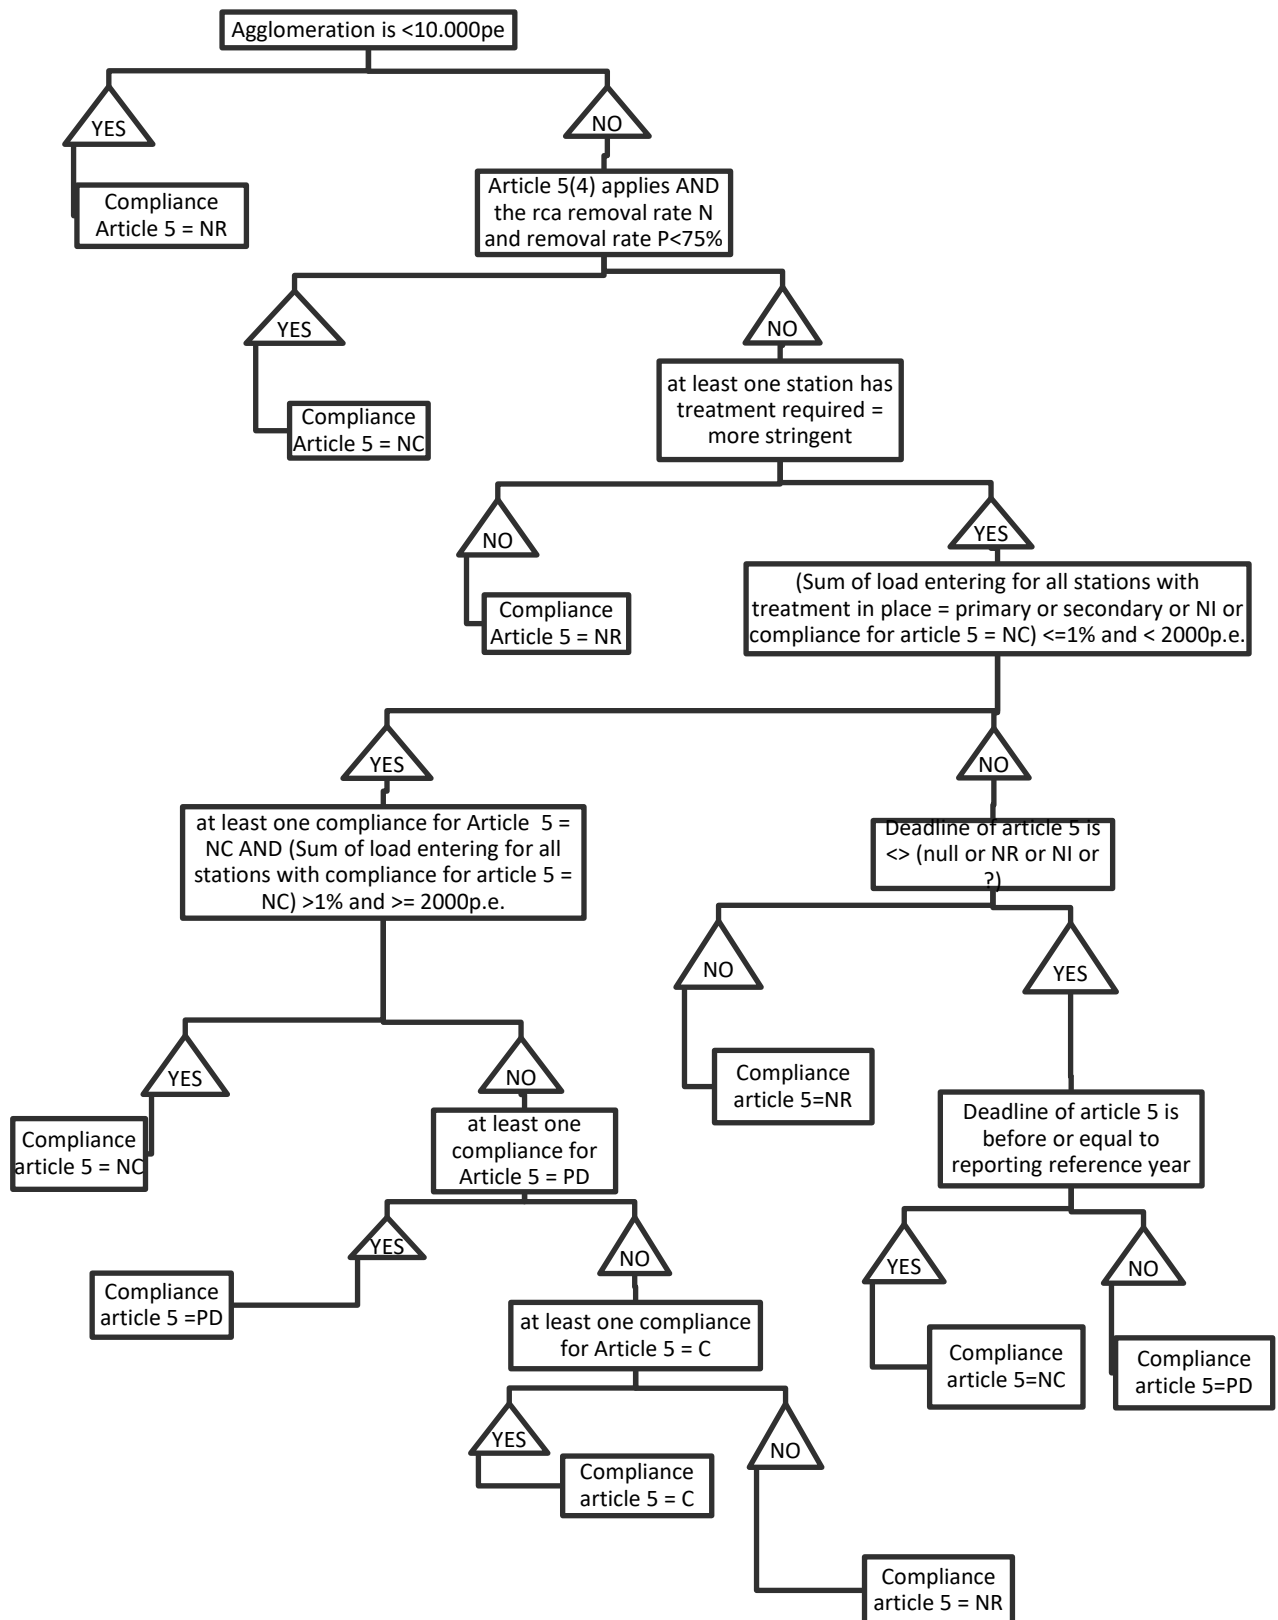 Agglomeration is <10.000pe
YES
NO
Compliance
Article 5 = NR
Article 5(4) applies AND
the rca removal rate N
and removal rate P<75%
YES
NO
Compliance
Article 5 = NC
at least one station has
treatment required =
more stringent
NO
YES
Compliance
Article 5 = NR
(Sum of load entering for all stations with
treatment in place = primary or secondary or NI or
compliance for article 5 = NC) <=1% and < 2000p.e.
YES
NO
at least one compliance for Article  5 =
NC AND (Sum of load entering for all
stations with compliance for article 5 =
NC) >1% and >= 2000p.e.
Deadline of article 5 is
<> (null or NR or NI or
?)
NO
YES
Compliance
article 5=NR
YES
NO
Compliance
article 5 = NC
at least one
compliance for
Article 5 = PD
Deadline of article 5 is
before or equal to
reporting reference year
YES
NO
YES
NO
Compliance
article 5 =PD
at least one compliance
for Article 5 = C
Compliance
article 5=NC
Compliance
article 5=PD
YES
NO
Compliance
article 5 = C
Compliance
article 5 = NR